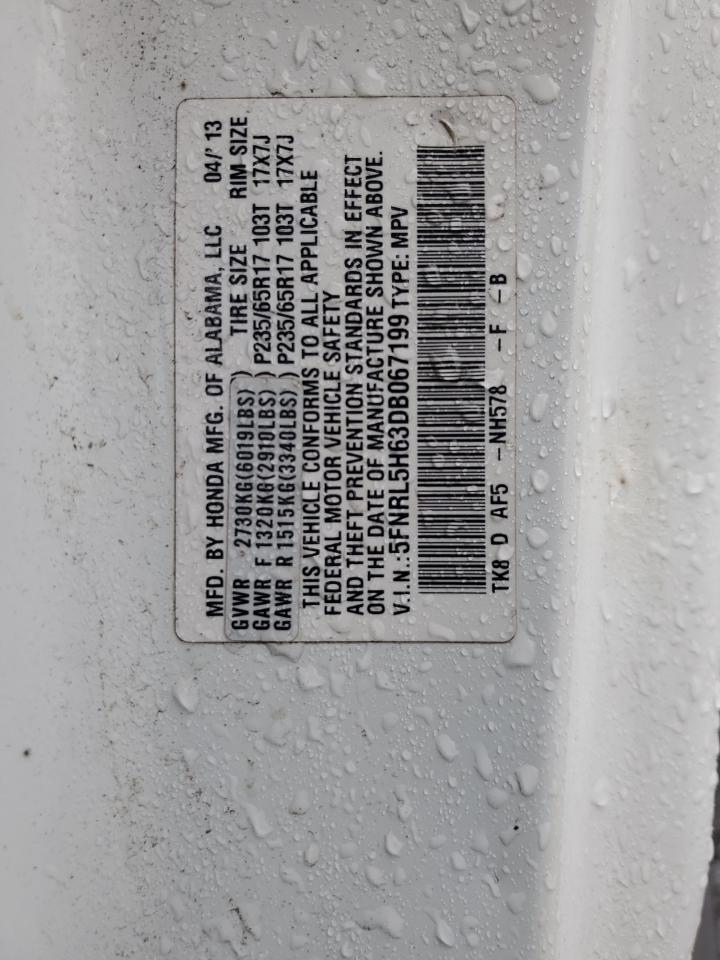 MFD. BY HONDA MFG. OF ALABAMA, LLC 04/'13
GVWR 2730KG(6019LBS) TIRE SIZE RIM SIZE
GAWR F 1320KG(2910LBS) P235/65R17 103T 17X7J
GAWR R 1515KG(3340LBS) P235/65R17 103T 17X7J
THIS VEHICLE CONFORMS TO ALL APPLICABLE
FEDERAL MOTOR VEHICLE SAFETY
AND THEFT PREVENTION STANDARDS IN EFFECT
ON THE DATE OF MANUFACTURE SHOWN ABOVE.
V.I.N.:5FNRL5H63DB067199 TYPE: MPV
TK8 D AF5 -NH578 -F -B